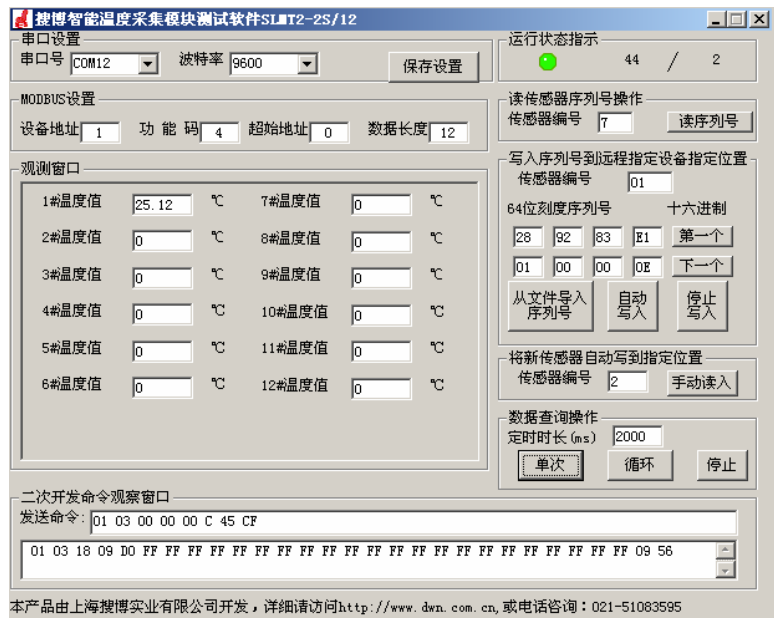 搜博智能温度采集模块测试软件SLMT2-2S/12
串口设置
串口号 COM12 波特率 9600 保存设置
运行状态指示
44 / 2
MODBUS设置
设备地址 1 功 能 码 4 超始地址 0 数据长度 12
读传感器序列号操作
传感器编号 7 读序列号
观测窗口
1#温度值 25.12 ℃ 7#温度值 0 ℃
2#温度值 0 ℃ 8#温度值 0 ℃
3#温度值 0 ℃ 9#温度值 0 ℃
4#温度值 0 ℃ 10#温度值 0 ℃
5#温度值 0 ℃ 11#温度值 0 ℃
6#温度值 0 ℃ 12#温度值 0 ℃
写入序列号到远程指定设备指定位置
传感器编号 01
64位刻度序列号 十六进制
28 92 83 E1 第一个
01 00 00 0E 下一个
从文件导入序列号 自动写入 停止写入
将新传感器自动写到指定位置
传感器编号 2 手动读入
数据查询操作
定时时长(ms) 2000
单次 循环 停止
二次开发命令观察窗口
发送命令: 01 03 00 00 00 C 45 CF
01 03 18 09 D0 FF FF FF FF FF FF FF FF FF FF FF FF FF FF FF FF FF FF FF FF FF FF 09 56
本产品由上海搜博实业有限公司开发，详细请访问http://www.dwn.com.cn,或电话咨询：021-51083595